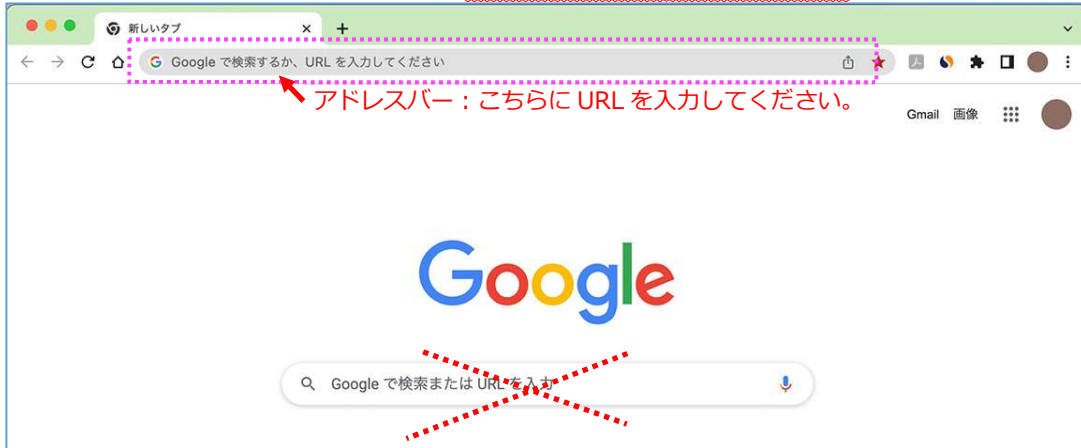 新しいタブ
Google で検索するか、URL を入力してください
アドレスバー：こちらに URL を入力してください。
Gmail 画像
Google
Google で検索または URL を入力